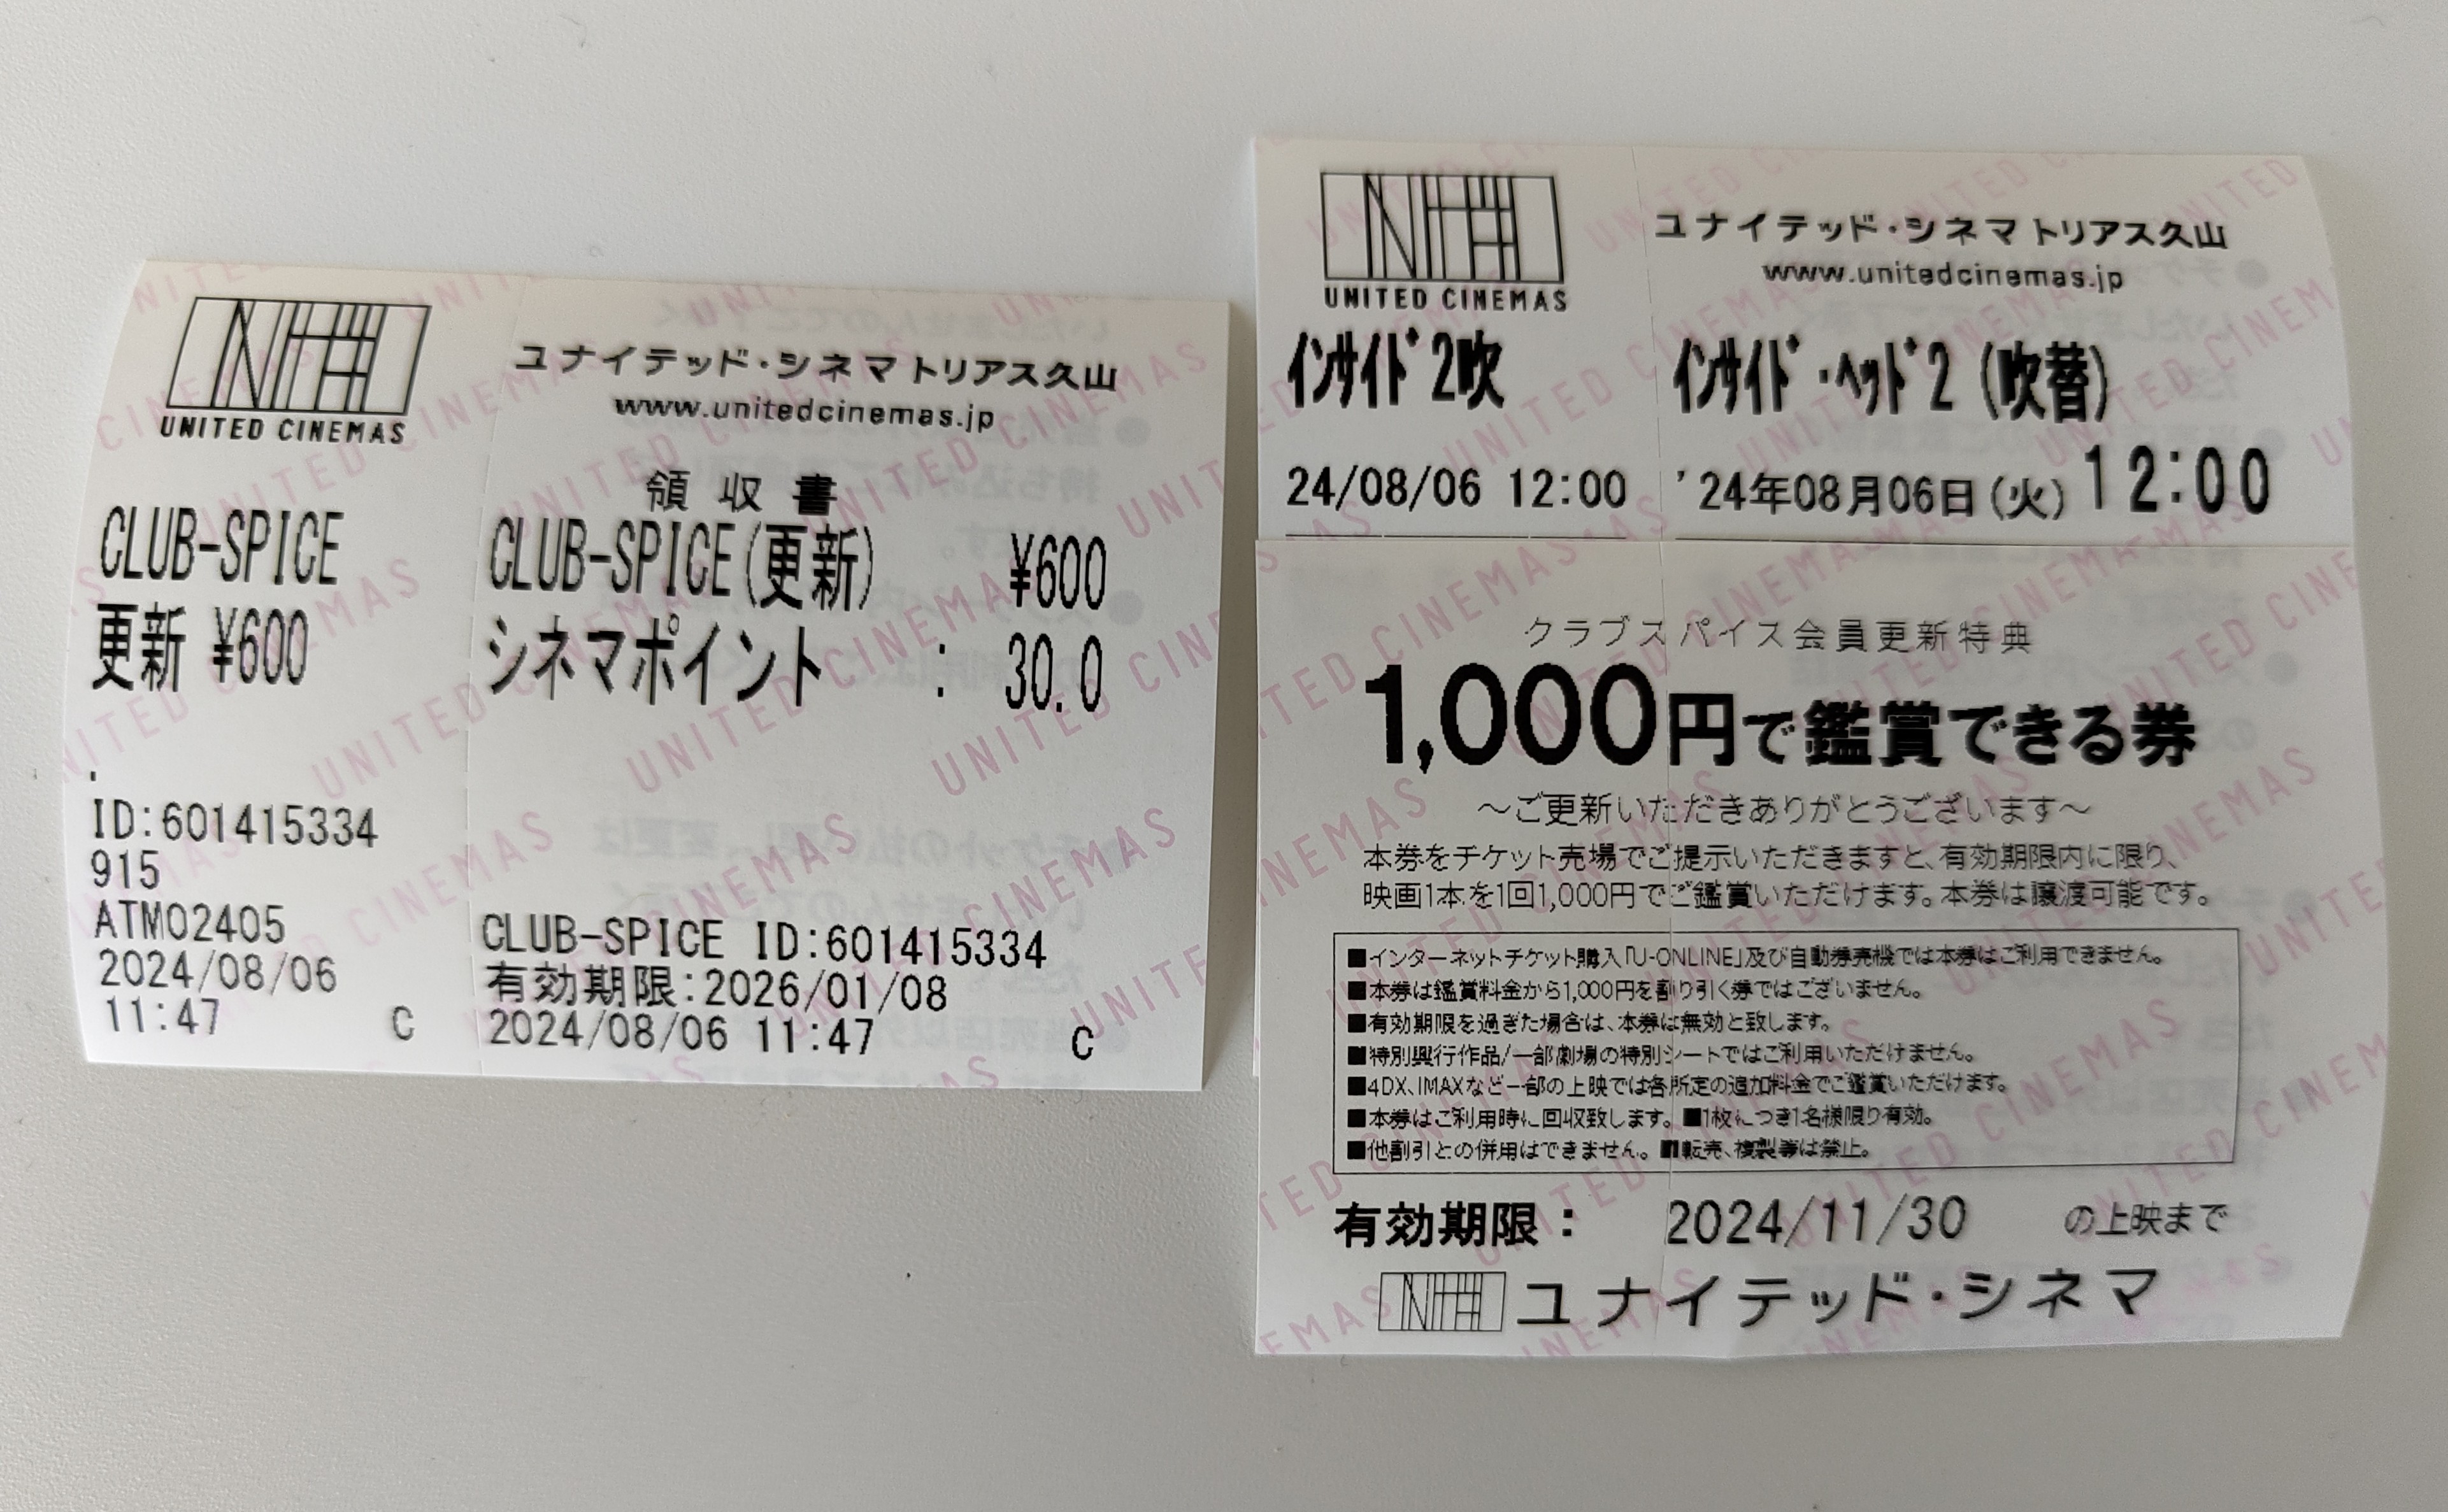 UNITED CINEMAS
ユナイテッド・シネマ トリアス久山
www.unitedcinemas.jp
領収書
CLUB-SPICE
更新 ¥600
CLUB-SPICE(更新) ¥600
シネマポイント : 30.0
.
ID:601415334
915
ATM02405
2024/08/06
11:47 C
CLUB-SPICE ID:601415334
有効期限:2026/01/08
2024/08/06 11:47 C
UNITED CINEMAS
ユナイテッド・シネマ トリアス久山
www.unitedcinemas.jp
インサイド2吹
24/08/06 12:00
インサイド・ヘッド2 (吹替)
'24年08月06日(火) 12:00
クラブスパイス会員更新特典
1,000円で鑑賞できる券
～ご更新いただきありがとうございます～
本券をチケット売場でご提示いただきますと、有効期限内に限り、
映画1本を1回1,000円でご鑑賞いただけます。本券は譲渡可能です。
■インターネットチケット購入「U-ONLINE」及び自動券売機では本券はご利用できません。
■本券は鑑賞料金から1,000円を割り引く券ではございません。
■有効期限を過ぎた場合は、本券は無効と致します。
■特別興行作品/一部劇場の特別シートではご利用いただけません。
■4DX、IMAXなど一部の上映では各所定の追加料金でご鑑賞いただけます。
■本券はご利用時に回収致します。■1枚につき1名様限り有効。
■他割引との併用はできません。■転売、複製等は禁止。
有効期限： 2024/11/30 の上映まで
ユナイテッド・シネマ